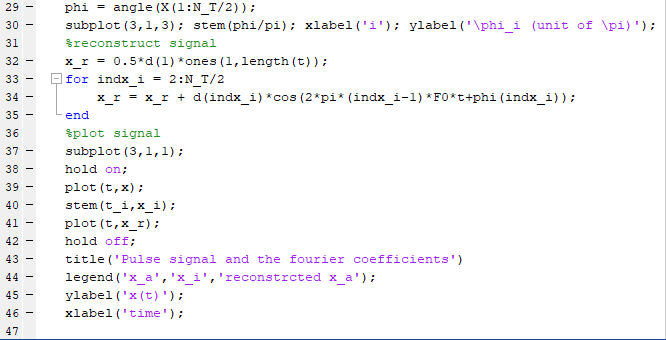 29 – phi = angle(X(1:N_T/2));
30 – subplot(3,1,3); stem(phi/pi); xlabel('i'); ylabel('\phi_i (unit of \pi)');
31 %reconstruct signal
32 – x_r = 0.5*d(1)*ones(1,length(t));
33 – for indx_i = 2:N_T/2
34 – x_r = x_r + d(indx_i)*cos(2*pi*(indx_i-1)*F0*t+phi(indx_i));
35 – end
36 %plot signal
37 – subplot(3,1,1);
38 – hold on;
39 – plot(t,x);
40 – stem(t_i,x_i);
41 – plot(t,x_r);
42 – hold off;
43 – title('Pulse signal and the fourier coefficients')
44 – legend('x_a','x_i','reconstrcted x_a');
45 – ylabel('x(t)');
46 – xlabel('time');
47